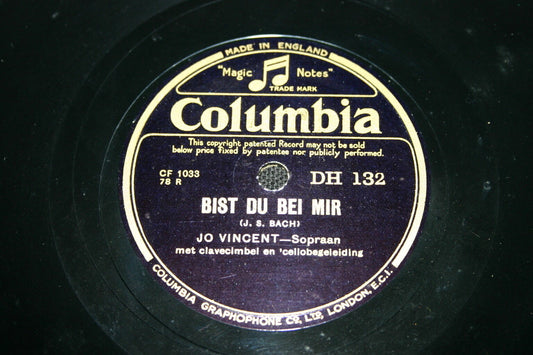 MADE IN ENGLAND
"Magic Notes"
TRADE MARK
Columbia
This copyright patented Record may not be sold
below price fixed by patentee nor publicly performed.
CF 1033
78 R
DH 132
BIST DU BEI MIR
(J. S. BACH)
JO VINCENT—Sopraan
met clavecimbel en 'cellobegeleiding
COLUMBIA GRAPHOPHONE Co. LTD, LONDON, E.C.1.